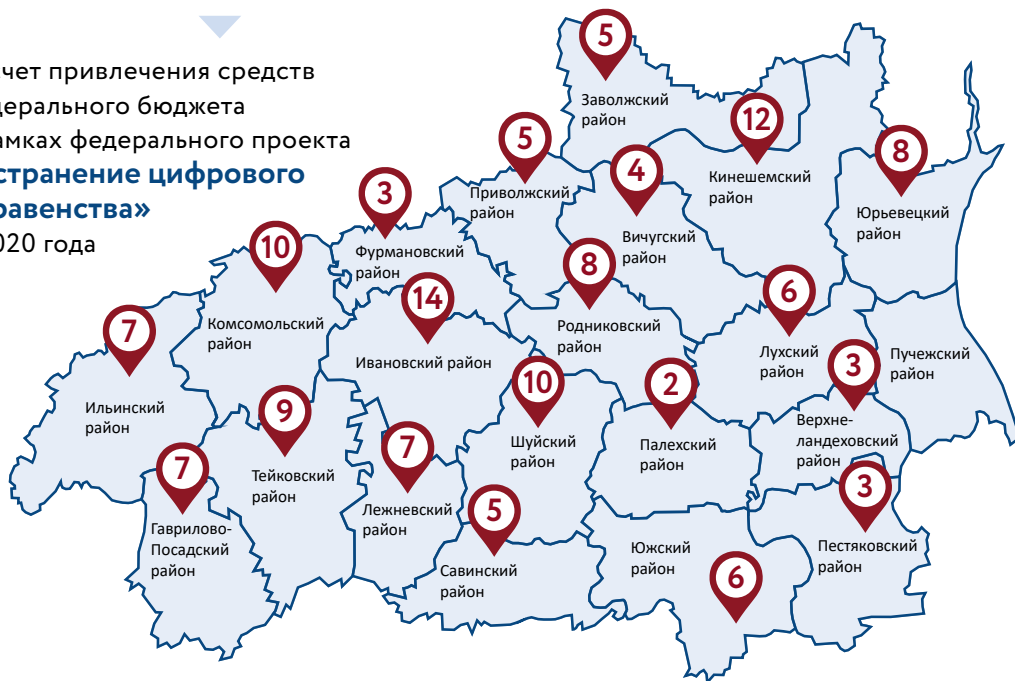 счет привлечения средств
дерального бюджета
амках федерального проекта
странение цифрового
равенства»
020 года
5
Заволжский
район
12
Кинешемский
район
5
Приволжский
район
4
Вичугский
район
8
Юрьевецкий
район
3
Фурмановский
район
10
Комсомольский
район
14
Ивановский район
8
Родниковский
район
6
Лухский
район
Пучежский
район
7
Ильинский
район
9
Тейковский
район
10
Шуйский
район
2
Палехский
район
3
Верхне-
ландеховский
район
7
Гаврилово-
Посадский
район
7
Лежневский
район
5
Савинский
район
Южский
район
6
3
Пестяковский
район